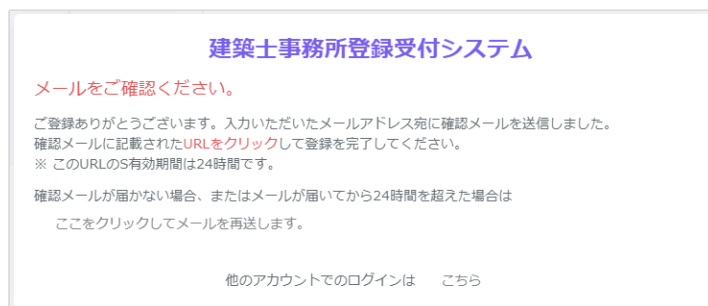 建築士事務所登録受付システム
メールをご確認ください。
ご登録ありがとうございます。入力いただいたメールアドレス宛に確認メールを送信しました。
確認メールに記載されたURLをクリックして登録を完了してください。
※ このURLのS有効期間は24時間です。
確認メールが届かない場合、またはメールが届いてから24時間を超えた場合は
ここをクリックしてメールを再送します。
他のアカウントでのログインは こちら